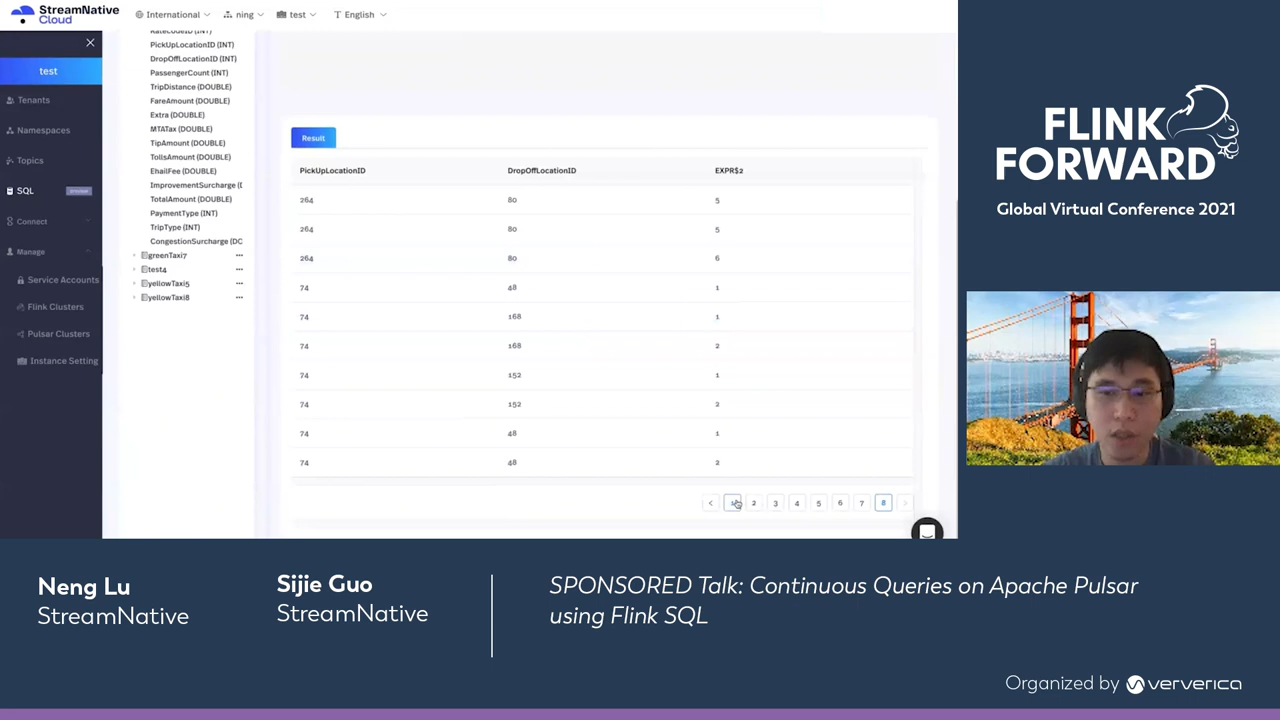 StreamNative
Cloud
International
ning
test
English
test
Tenants
Namespaces
Topics
SQL
Connect
Manage
Service Accounts
Flink Clusters
Pulsar Clusters
Instance Setting
RateCodeID (INT)
PickUpLocationID (INT)
DropOffLocationID (INT)
PassengerCount (INT)
TripDistance (DOUBLE)
FareAmount (DOUBLE)
Extra (DOUBLE)
MTATax (DOUBLE)
TipAmount (DOUBLE)
TollsAmount (DOUBLE)
EhailFee (DOUBLE)
ImprovementSurcharge (D
TotalAmount (DOUBLE)
PaymentType (INT)
TripType (INT)
CongestionSurcharge (DC
greenTaxi7
test4
yellowTaxi5
yellowTaxi8
Result
PickUpLocationID DropOffLocationID EXPR$2
264 80 5
264 80 5
264 80 6
74 48 1
74 168 1
74 168 2
74 152 1
74 152 2
74 48 1
74 48 2
< 1 2 3 4 5 6 7 8 >
FLINK
FORWARD
Global Virtual Conference 2021
Neng Lu
StreamNative
Sijie Guo
StreamNative
SPONSORED Talk: Continuous Queries on Apache Pulsar
using Flink SQL
Organized by ververica